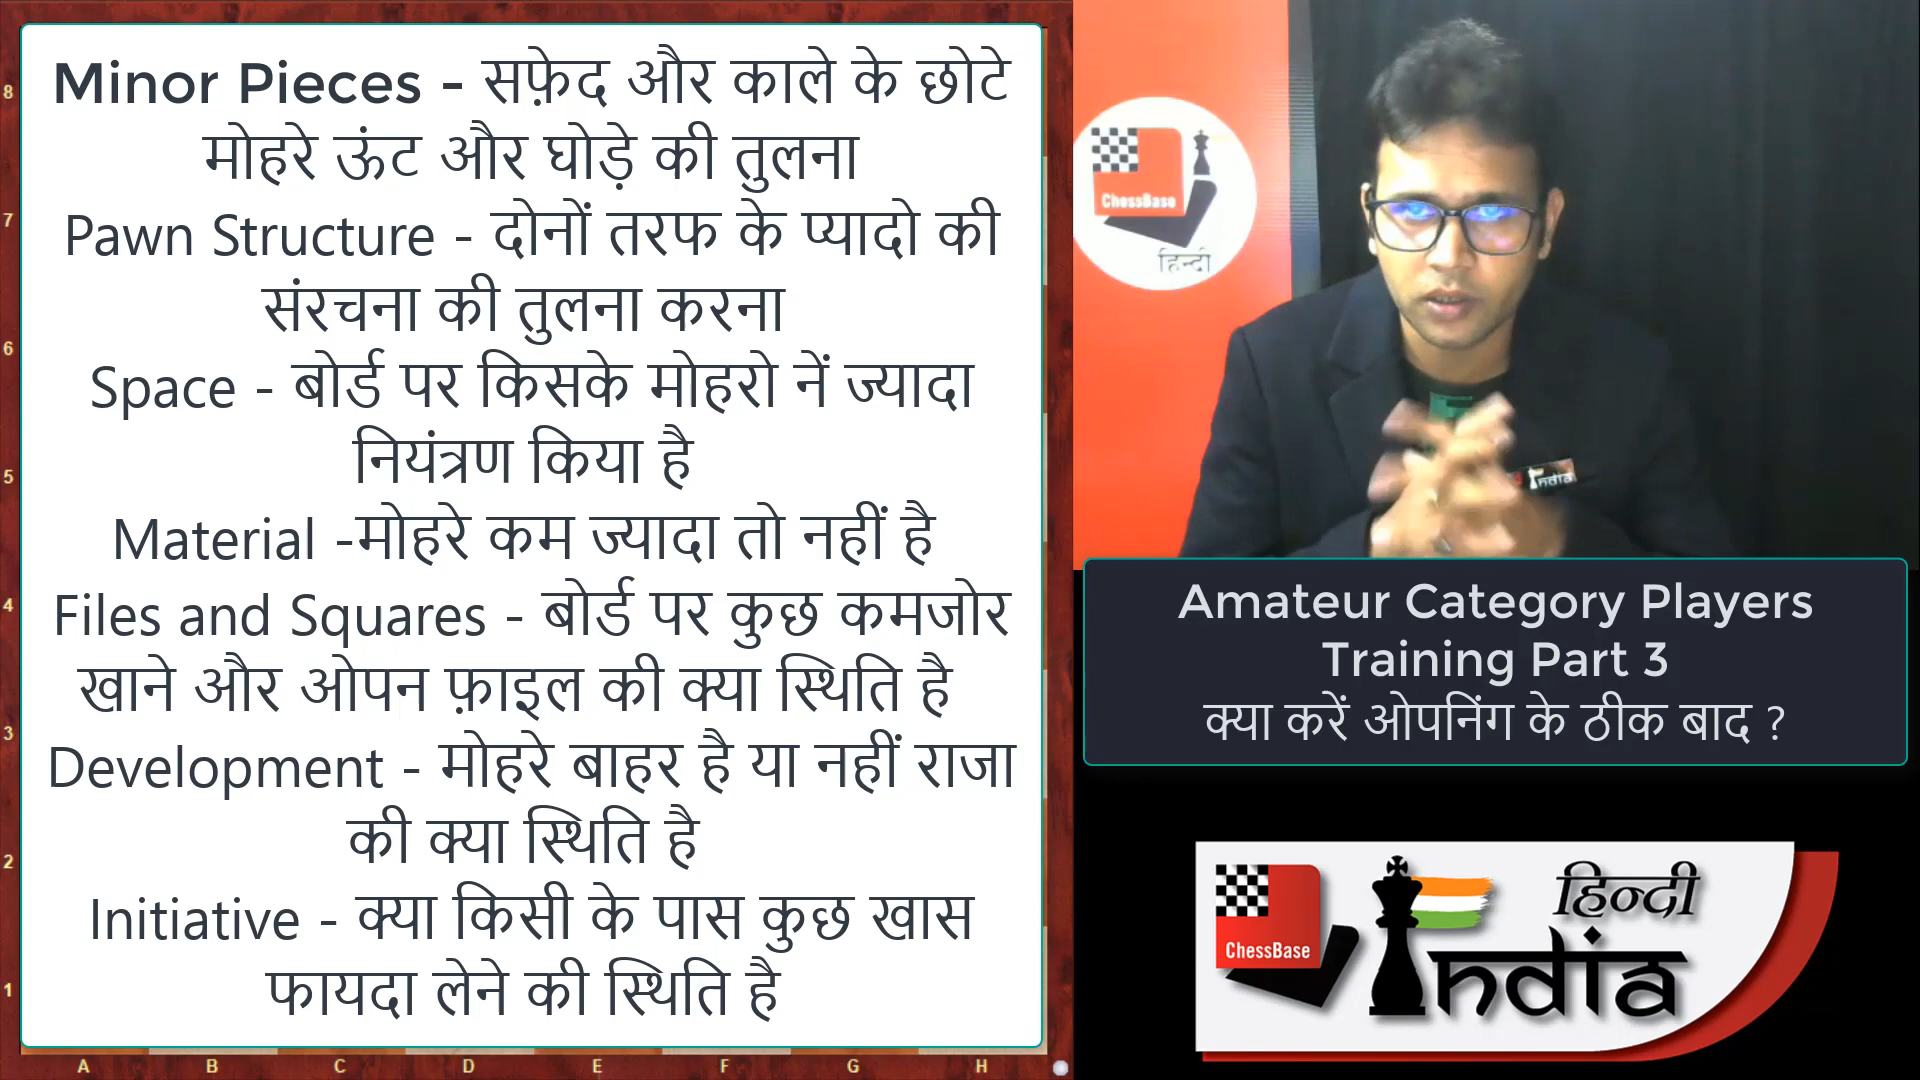 8
7
6
5
4
3
2
1
Minor Pieces - सफ़ेद और काले के छोटे
मोहरे ऊंट और घोड़े की तुलना
Pawn Structure - दोनों तरफ के प्यादो की
संरचना की तुलना करना
Space - बोर्ड पर किसके मोहरो नें ज्यादा
नियंत्रण किया है
Material -मोहरे कम ज्यादा तो नहीं है
Files and Squares - बोर्ड पर कुछ कमजोर
खाने और ओपन फ़ाइल की क्या स्थिति है
Development - मोहरे बाहर है या नहीं राजा
की क्या स्थिति है
Initiative - क्या किसी के पास कुछ खास
फायदा लेने की स्थिति है
A B C D E F G H
ChessBase
हिन्दी
India
Amateur Category Players
Training Part 3
क्या करें ओपनिंग के ठीक बाद ?
ChessBase
हिन्दी
India